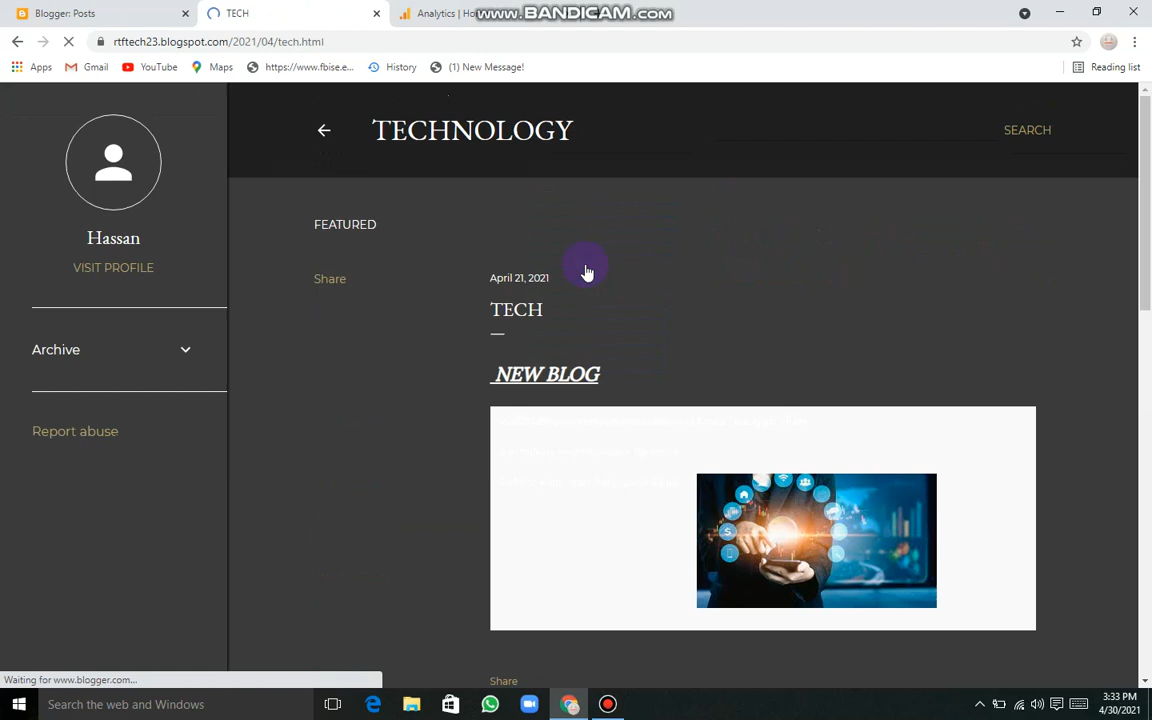 Blogger: Posts
TECH
Analytics | Ho
WWW.BANDICAM.COM
rtftech23.blogspot.com/2021/04/tech.html
Apps
Gmail
YouTube
Maps
https://www.fbise.e...
History
(1) New Message!
Reading list
TECHNOLOGY
SEARCH
Hassan
VISIT PROFILE
FEATURED
Share
April 21, 2021
TECH
NEW BLOG
Archive
Report abuse
Share
Waiting for www.blogger.com...
Search the web and Windows
3:33 PM
4/30/2021